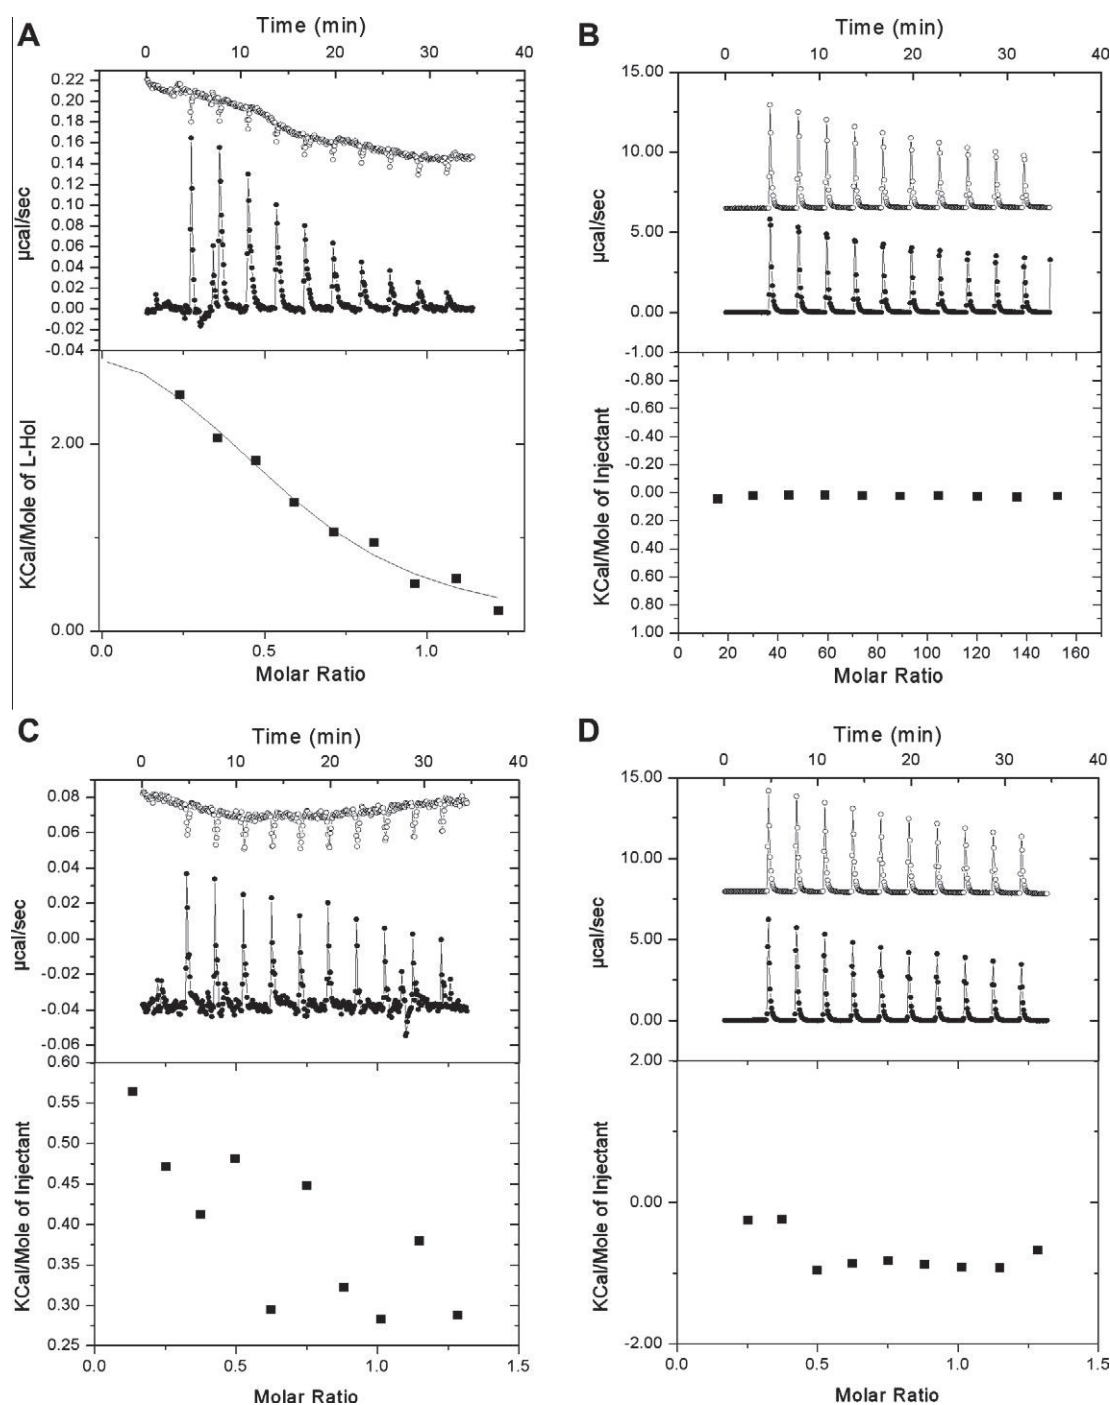 A
Time (min)
0 10 20 30 40
0.22
0.20
0.18
0.16
0.14
0.12
0.10
0.08
0.06
0.04
0.02
0.00
-0.02
-0.04
µcal/sec
2.00
0.00
KCal/Mole of L-Hol
0.0 0.5 1.0
Molar Ratio
B
Time (min)
0 10 20 30 40
15.00
10.00
5.00
0.00
µcal/sec
-1.00
-0.80
-0.60
-0.40
-0.20
0.00
0.20
0.40
0.60
0.80
1.00
KCal/Mole of Injectant
0 20 40 60 80 100 120 140 160
Molar Ratio
C
Time (min)
0 10 20 30 40
0.08
0.06
0.04
0.02
0.00
-0.02
-0.04
-0.06
µcal/sec
0.60
0.55
0.50
0.45
0.40
0.35
0.30
0.25
KCal/Mole of Injectant
0.0 0.5 1.0 1.5
Molar Ratio
D
Time (min)
0 10 20 30 40
15.00
10.00
5.00
0.00
µcal/sec
2.00
0.00
-2.00
KCal/Mole of Injectant
0.0 0.5 1.0 1.5
Molar Ratio